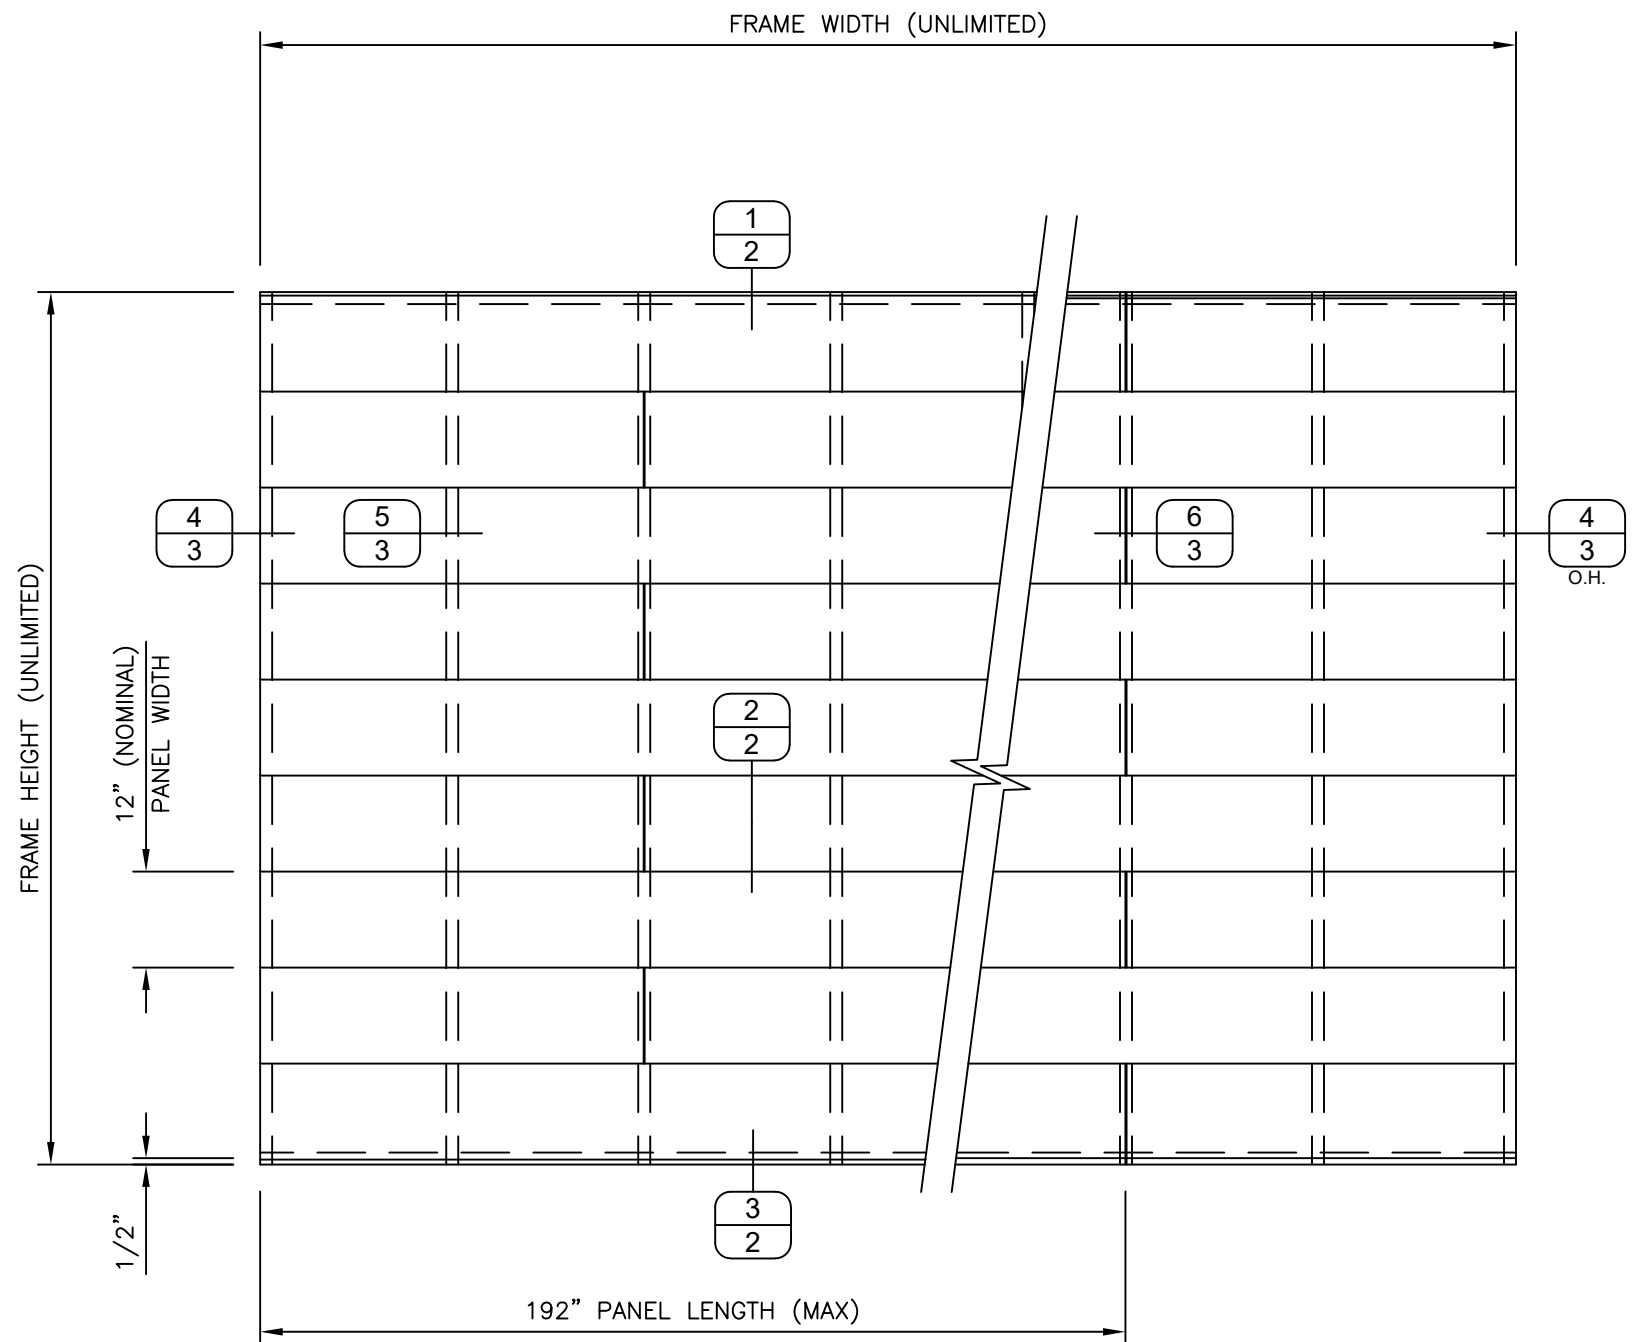 FRAME WIDTH (UNLIMITED)
1
2
4
3
5
3
6
3
4
3
O.H.
FRAME HEIGHT (UNLIMITED)
12” (NOMINAL)
PANEL WIDTH
2
2
1/2”
3
2
192” PANEL LENGTH (MAX)